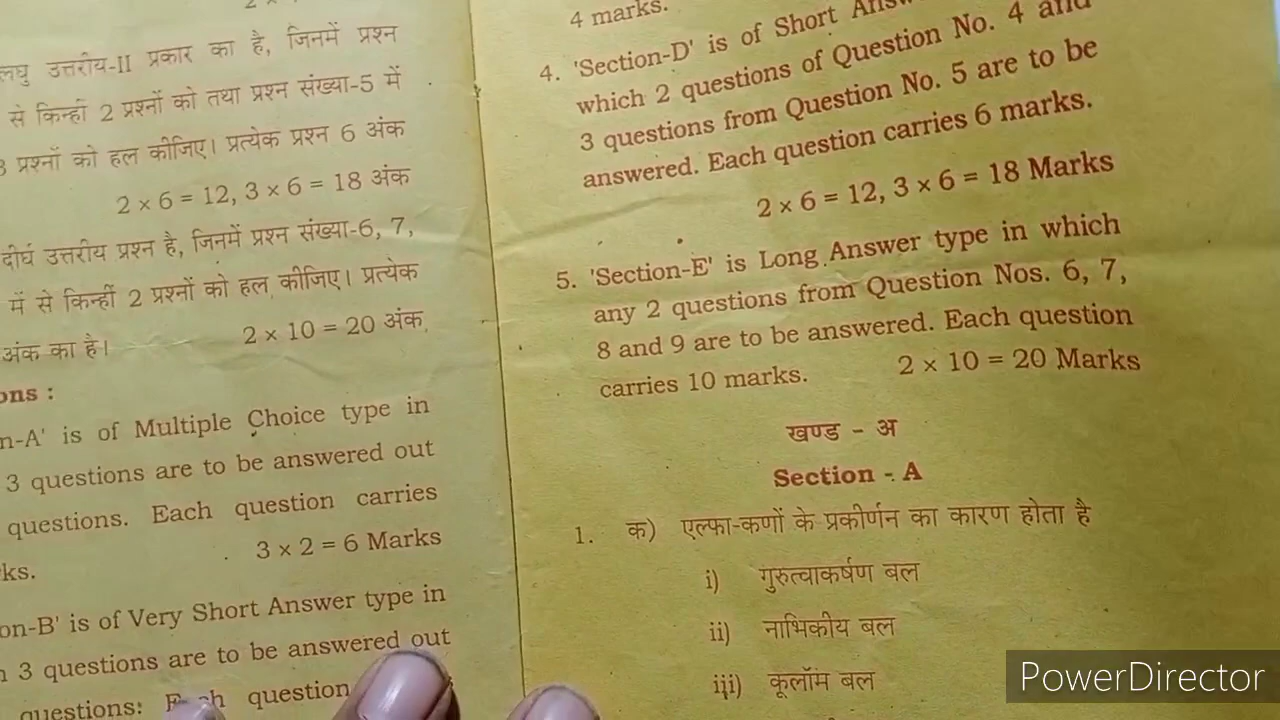 2 ×
लघु उत्तरीय-II प्रकार का है, जिनमें प्रश्न
से किन्हीं 2 प्रश्नों को तथा प्रश्न संख्या-5 में
3 प्रश्नों को हल कीजिए। प्रत्येक प्रश्न 6 अंक
2 × 6 = 12, 3 × 6 = 18 अंक
दीर्घ उत्तरीय प्रश्न है, जिनमें प्रश्न संख्या-6, 7,
में से किन्हीं 2 प्रश्नों को हल कीजिए। प्रत्येक
अंक का है।
2 × 10 = 20 अंक
ons :
n-A' is of Multiple Choice type in
3 questions are to be answered out
questions. Each question carries
ks.
3 × 2 = 6 Marks
on-B' is of Very Short Answer type in
3 questions are to be answered out
questions: question
4 marks.
4. 'Section-D' is of Short
which 2 questions of Question No. 4 and
3 questions from Question No. 5 are to be
answered. Each question carries 6 marks.
2 × 6 = 12, 3 × 6 = 18 Marks
5. 'Section-E' is Long Answer type in which
any 2 questions from Question Nos. 6, 7,
8 and 9 are to be answered. Each question
carries 10 marks. 2 × 10 = 20 Marks
खण्ड - अ
Section - A
1. क) एल्फा-कणों के प्रकीर्णन का कारण होता है
i) गुरुत्वाकर्षण बल
ii) नाभिकीय बल
iii) कूलॉम बल
PowerDirector